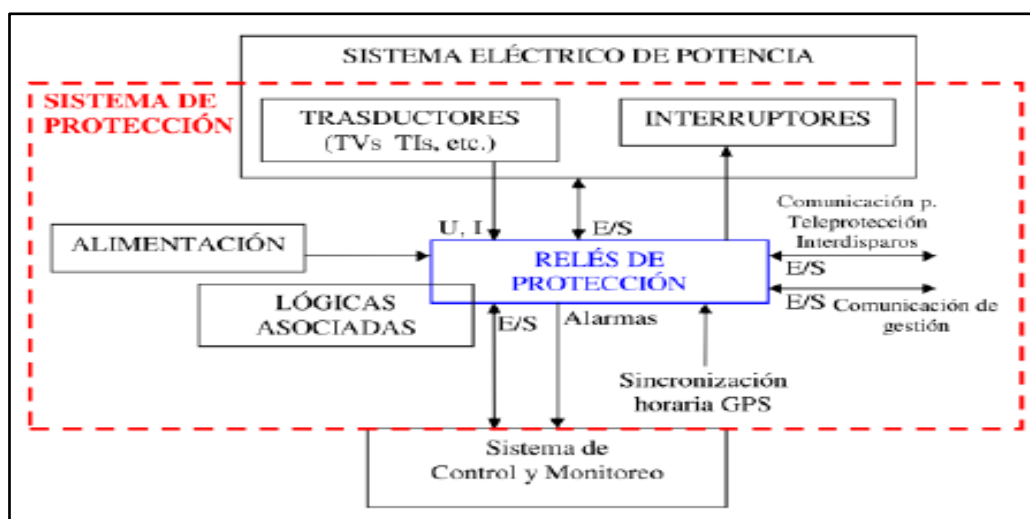 SISTEMA ELÉCTRICO DE POTENCIA
SISTEMA DE
PROTECCIÓN
TRASDUCTORES
(TVs TIs, etc.)
INTERRUPTORES
U, I
E/S
Comunicación p.
Teleprotección
Interdisparos
E/S
ALIMENTACIÓN
RELÉS DE
PROTECCIÓN
E/S
Comunicación de
gestión
LÓGICAS
ASOCIADAS
E/S
Alarmas
Sincronización
horaria GPS
Sistema de
Control y Monitoreo